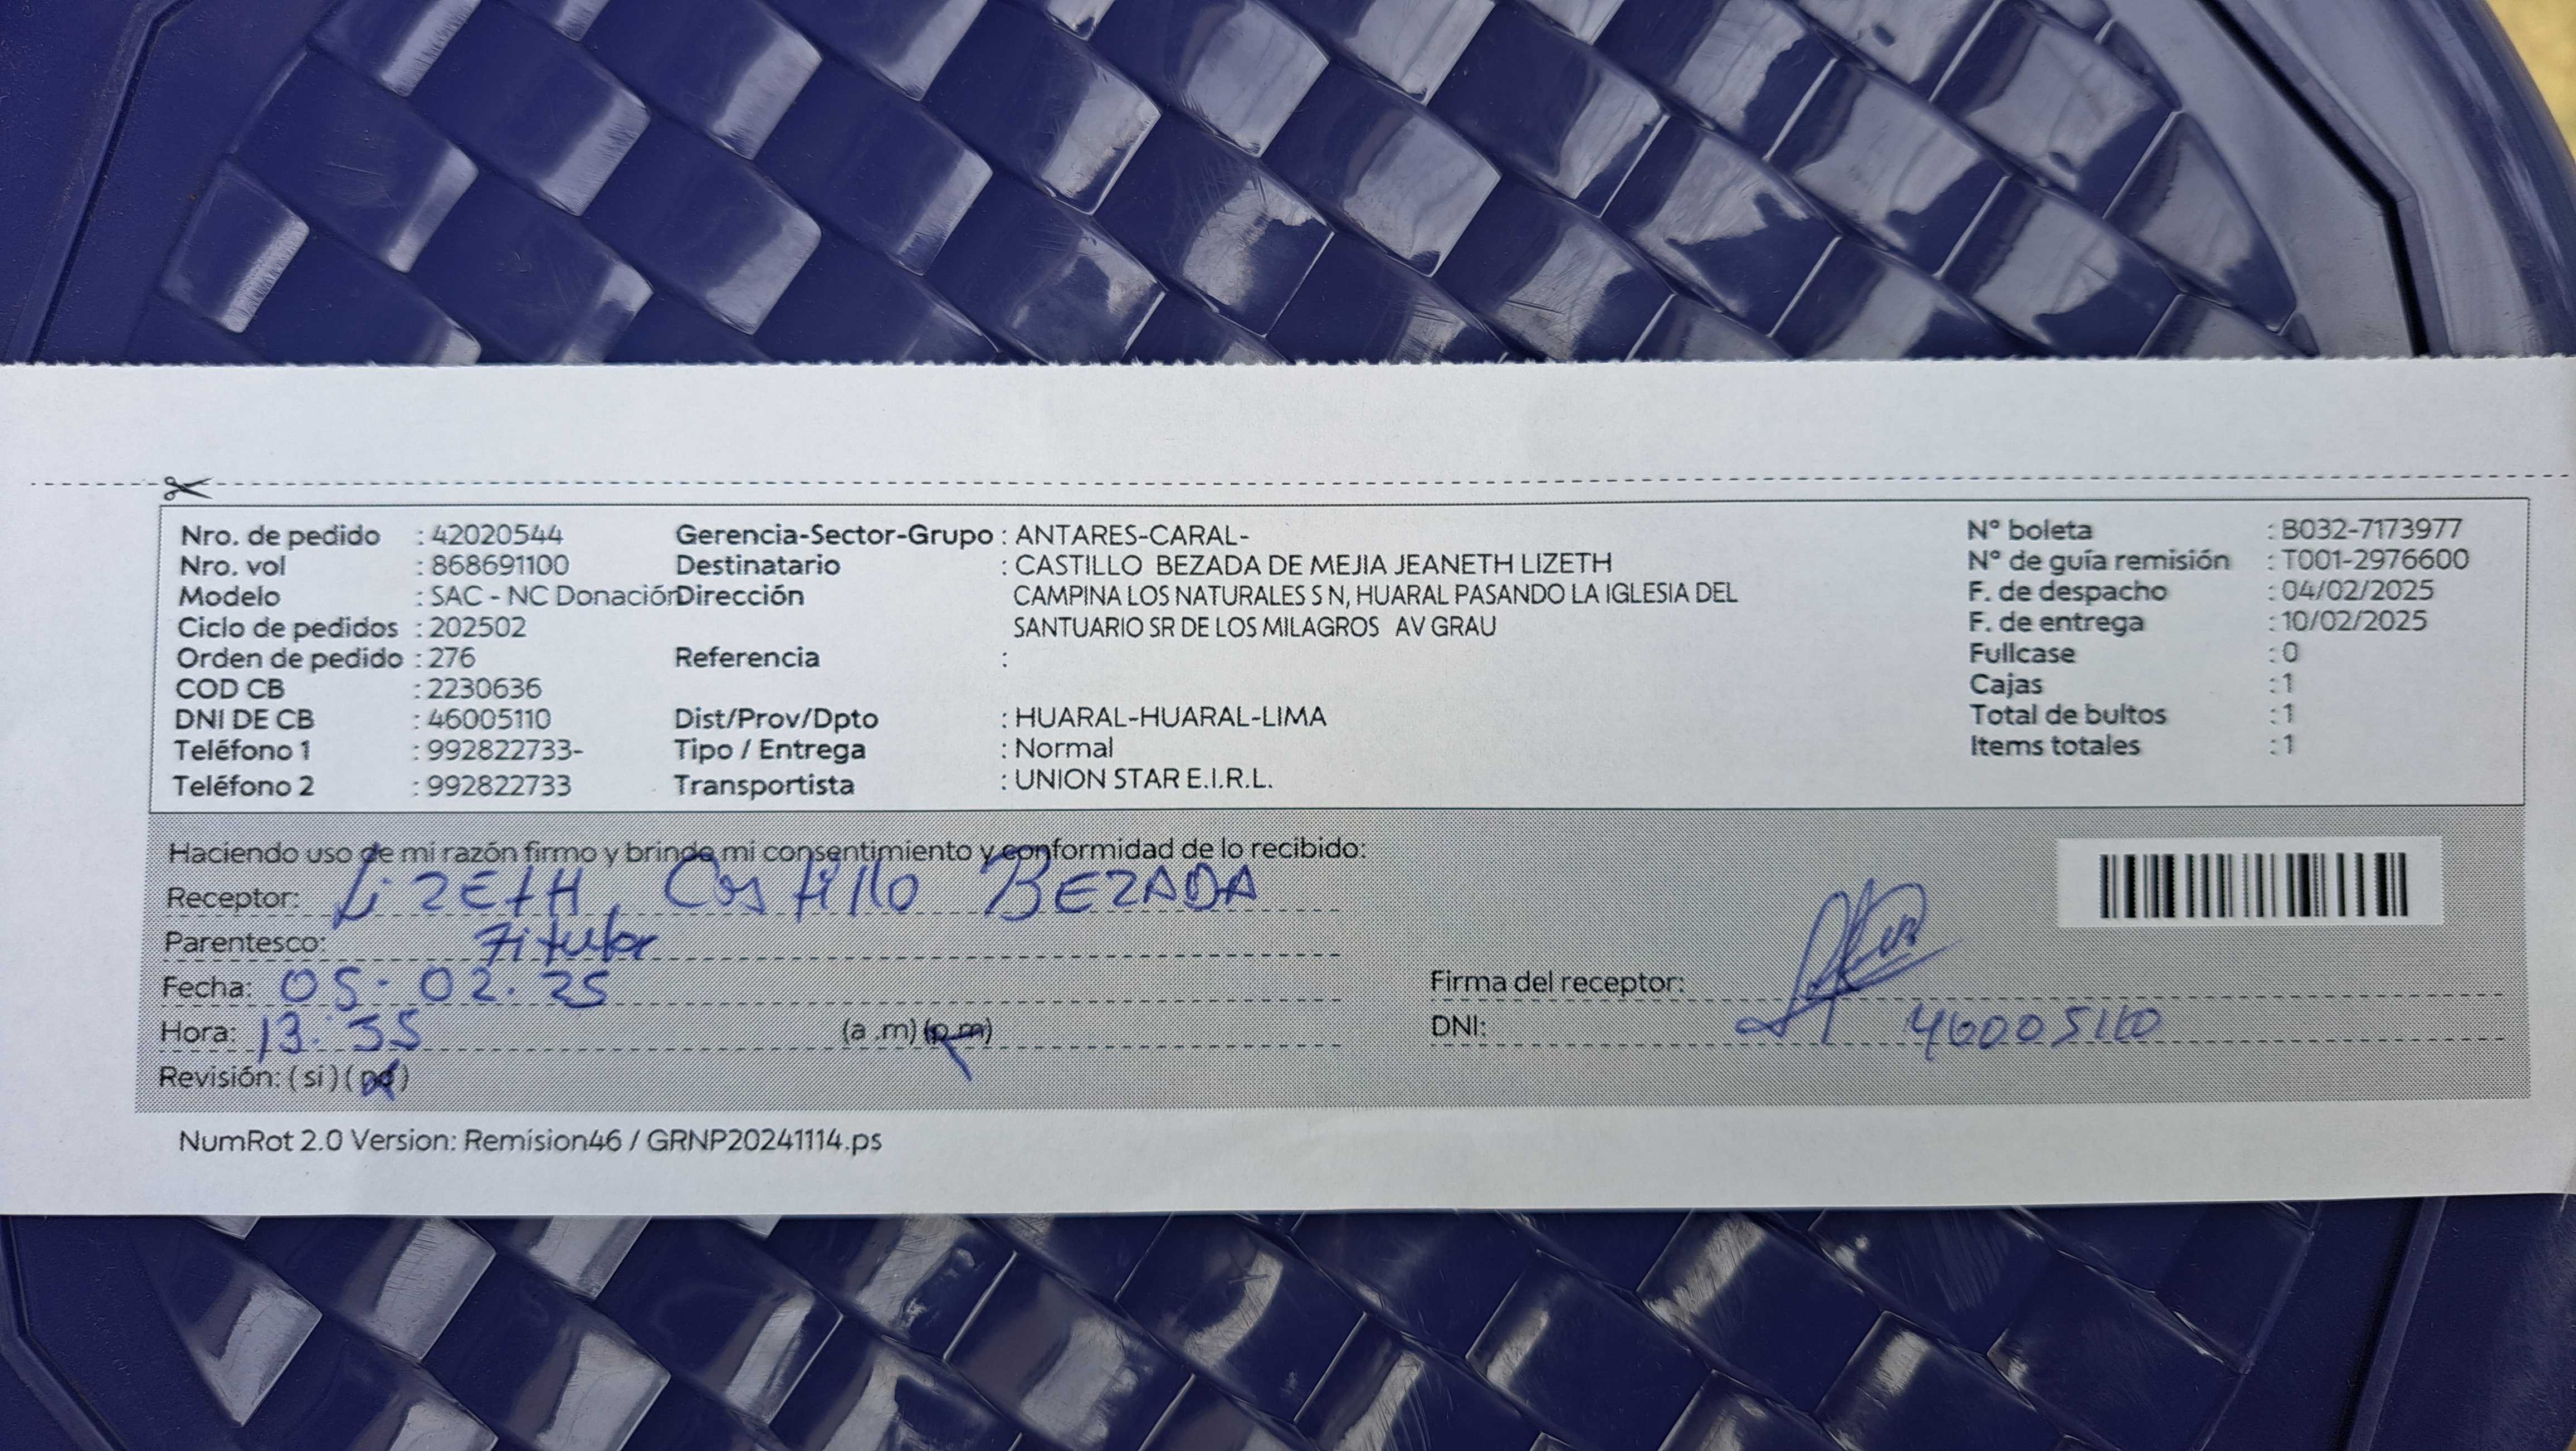 Nro. de pedido : 42020544 Gerencia-Sector-Grupo : ANTARES-CARAL- N° boleta : B032-7173977
Nro. vol : 868691100 Destinatario : CASTILLO BEZADA DE MEJIA JEANETH LIZETH N° de guía remisión : T001-2976600
Modelo : SAC - NC Donación Dirección CAMPINA LOS NATURALES S N, HUARAL PASANDO LA IGLESIA DEL F. de despacho : 04/02/2025
Ciclo de pedidos : 202502 SANTUARIO SR DE LOS MILAGROS AV GRAU F. de entrega : 10/02/2025
Orden de pedido : 276 Referencia : Fullcase : 0
COD CB : 2230636 Cajas : 1
DNI DE CB : 46005110 Dist/Prov/Dpto : HUARAL-HUARAL-LIMA Total de bultos : 1
Teléfono 1 : 992822733- Tipo / Entrega : Normal Items totales : 1
Teléfono 2 : 992822733 Transportista : UNION STAR E.I.R.L.
Haciendo uso de mi razón firmo y brindo mi consentimiento y conformidad de lo recibido:
Receptor: LiZEtH, Castillo BEZADA
Parentesco: Titular
Fecha: 05-02.25 Firma del receptor:
Hora: 13:35 (a .m) (p.m) DNI: 46005110
Revisión: ( si ) ( no )
NumRot 2.0 Version: Remision46 / GRNP20241114.ps